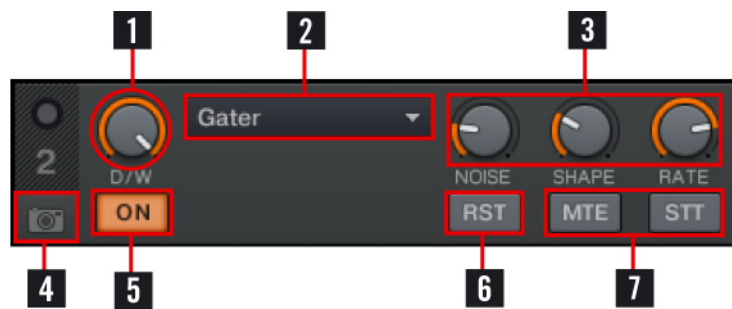 1 2 3
Gater
2
D/W NOISE SHAPE RATE
ON RST MTE STT
4 5 6 7